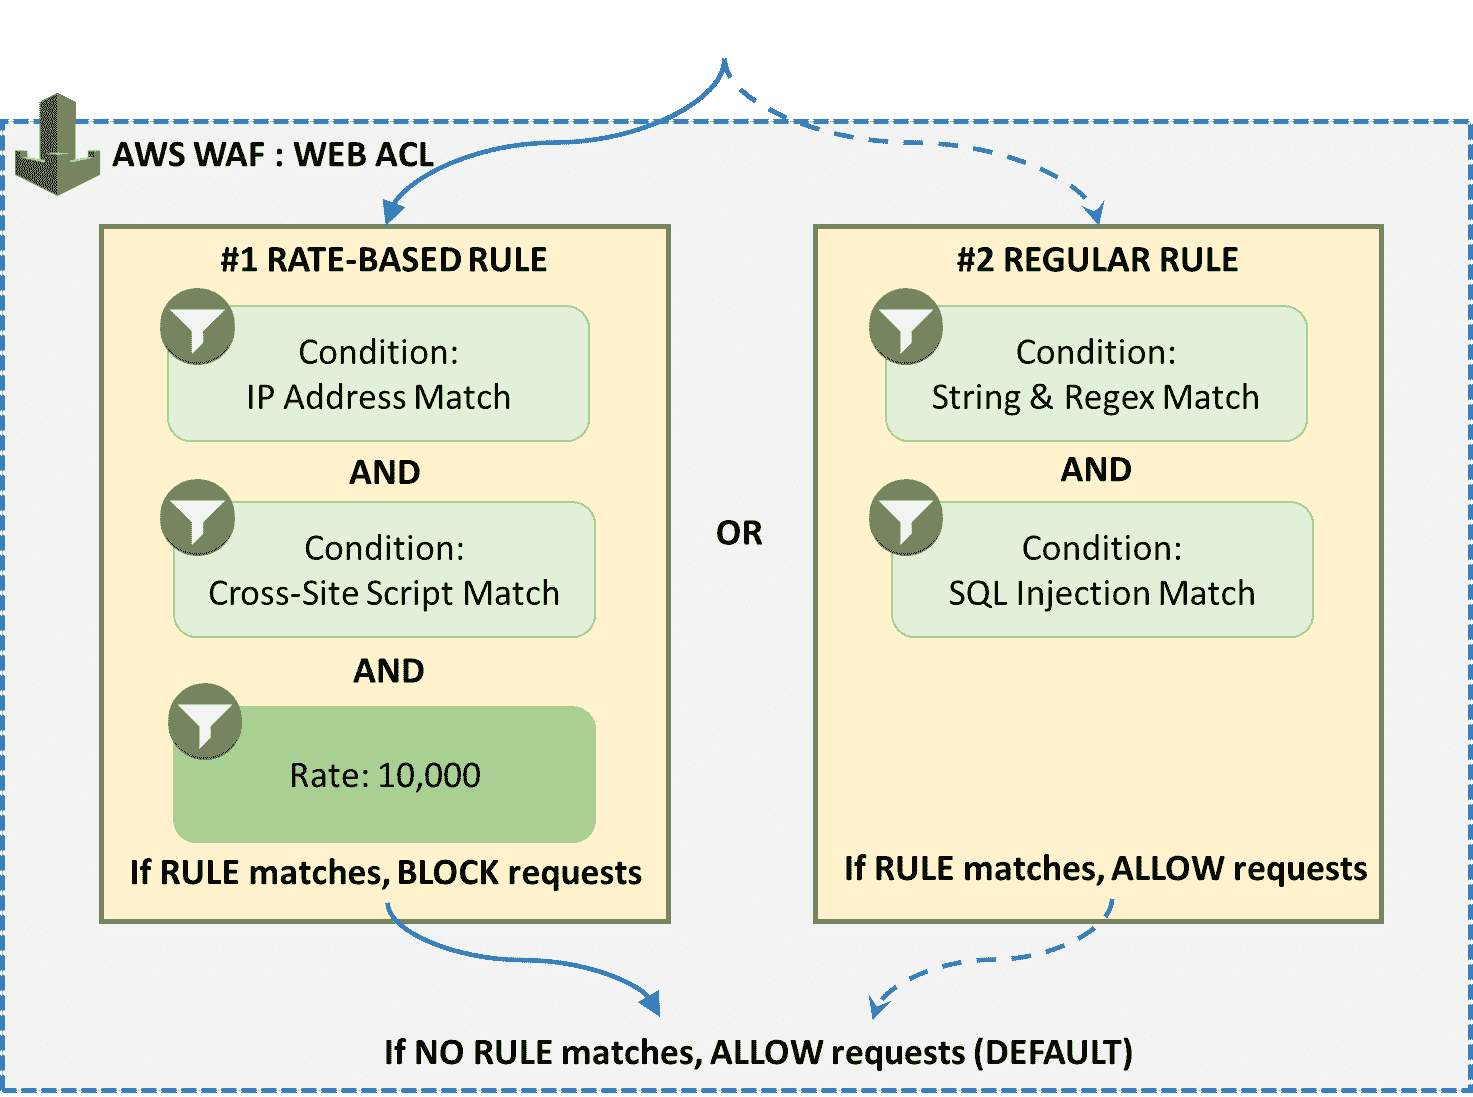 AWS WAF : WEB ACL
#1 RATE-BASED RULE
Condition:
IP Address Match
AND
Condition:
Cross-Site Script Match
AND
Rate: 10,000
If RULE matches, BLOCK requests
OR
#2 REGULAR RULE
Condition:
String & Regex Match
AND
Condition:
SQL Injection Match
If RULE matches, ALLOW requests
If NO RULE matches, ALLOW requests (DEFAULT)